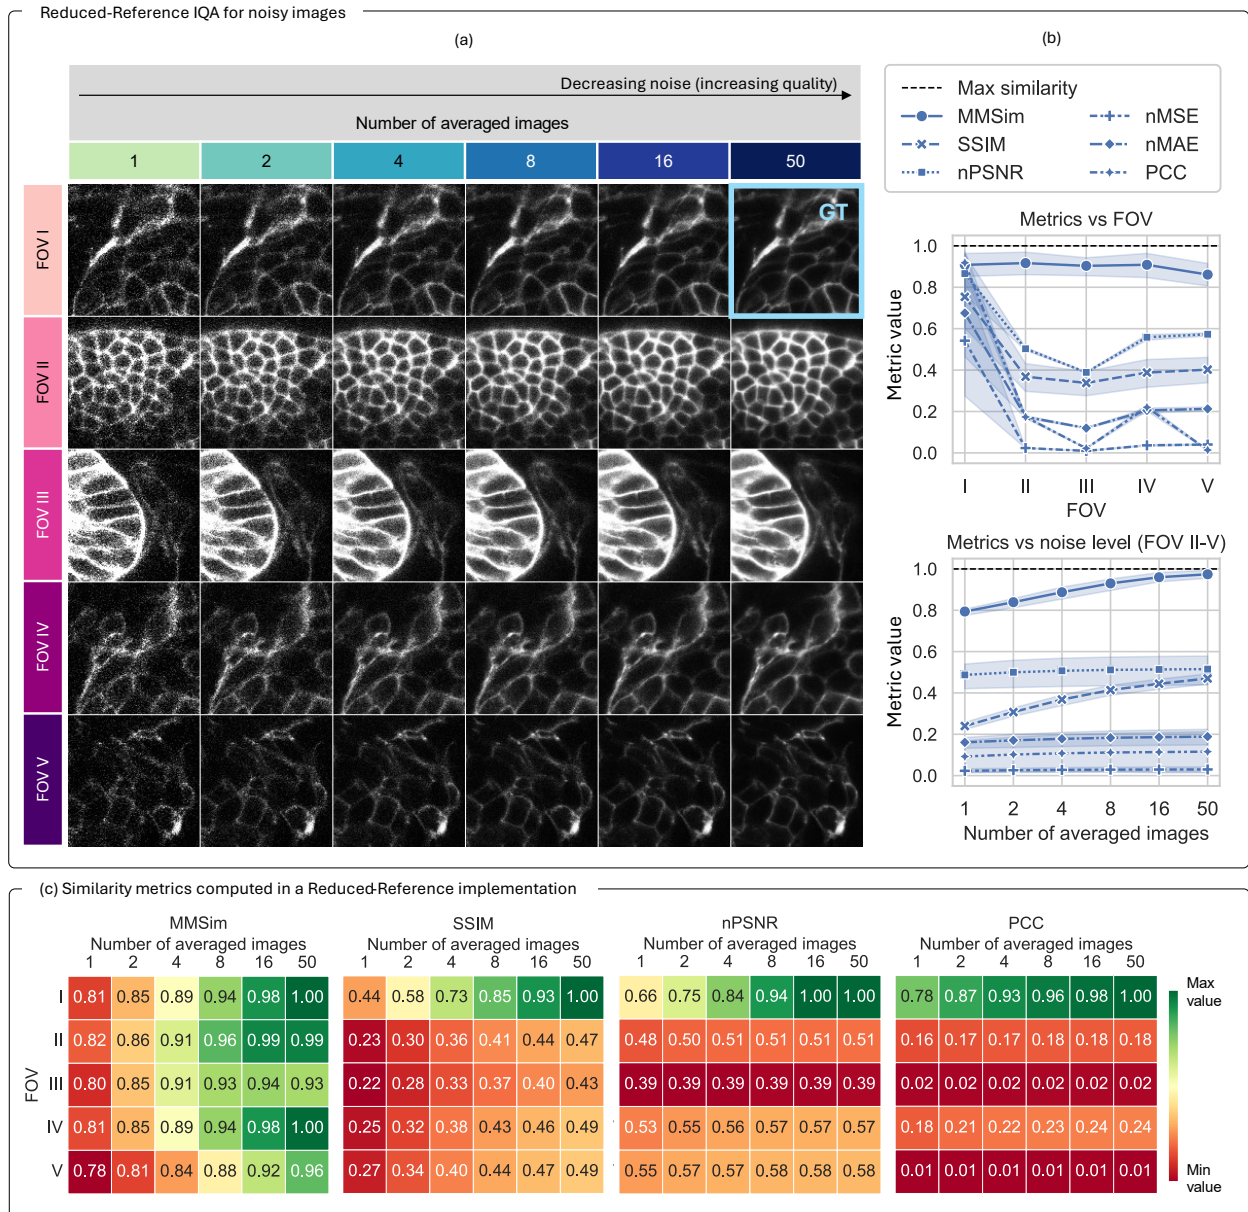 Reduced-Reference IQA for noisy images
(a)
Decreasing noise (increasing quality)
Number of averaged images
1 2 4 8 16 50
FOV I
GT
FOV II
FOV III
FOV IV
FOV V
(b)
Max similarity
MMSim
SSIM
nPSNR
nMSE
nMAE
PCC
Metrics vs FOV
Metric value
1.0
0.8
0.6
0.4
0.2
0.0
I II III IV V
FOV
Metrics vs noise level (FOV II-V)
Metric value
1.0
0.8
0.6
0.4
0.2
0.0
1 2 4 8 16 50
Number of averaged images
(c) Similarity metrics computed in a Reduced-Reference implementation
MMSim
Number of averaged images
1 2 4 8 16 50
FOV
I 0.81 0.85 0.89 0.94 0.98 1.00
II 0.82 0.86 0.91 0.96 0.99 0.99
III 0.80 0.85 0.91 0.93 0.94 0.93
IV 0.81 0.85 0.89 0.94 0.98 1.00
V 0.78 0.81 0.84 0.88 0.92 0.96
SSIM
Number of averaged images
1 2 4 8 16 50
0.44 0.58 0.73 0.85 0.93 1.00
0.23 0.30 0.36 0.41 0.44 0.47
0.22 0.28 0.33 0.37 0.40 0.43
0.25 0.32 0.38 0.43 0.46 0.49
0.27 0.34 0.40 0.44 0.47 0.49
nPSNR
Number of averaged images
1 2 4 8 16 50
0.66 0.75 0.84 0.94 1.00 1.00
0.48 0.50 0.51 0.51 0.51 0.51
0.39 0.39 0.39 0.39 0.39 0.39
0.53 0.55 0.56 0.57 0.57 0.57
0.55 0.57 0.57 0.58 0.58 0.58
PCC
Number of averaged images
1 2 4 8 16 50
0.78 0.87 0.93 0.96 0.98 1.00
0.16 0.17 0.17 0.18 0.18 0.18
0.02 0.02 0.02 0.02 0.02 0.02
0.18 0.21 0.22 0.23 0.24 0.24
0.01 0.01 0.01 0.01 0.01 0.01
Max
value
Min
value